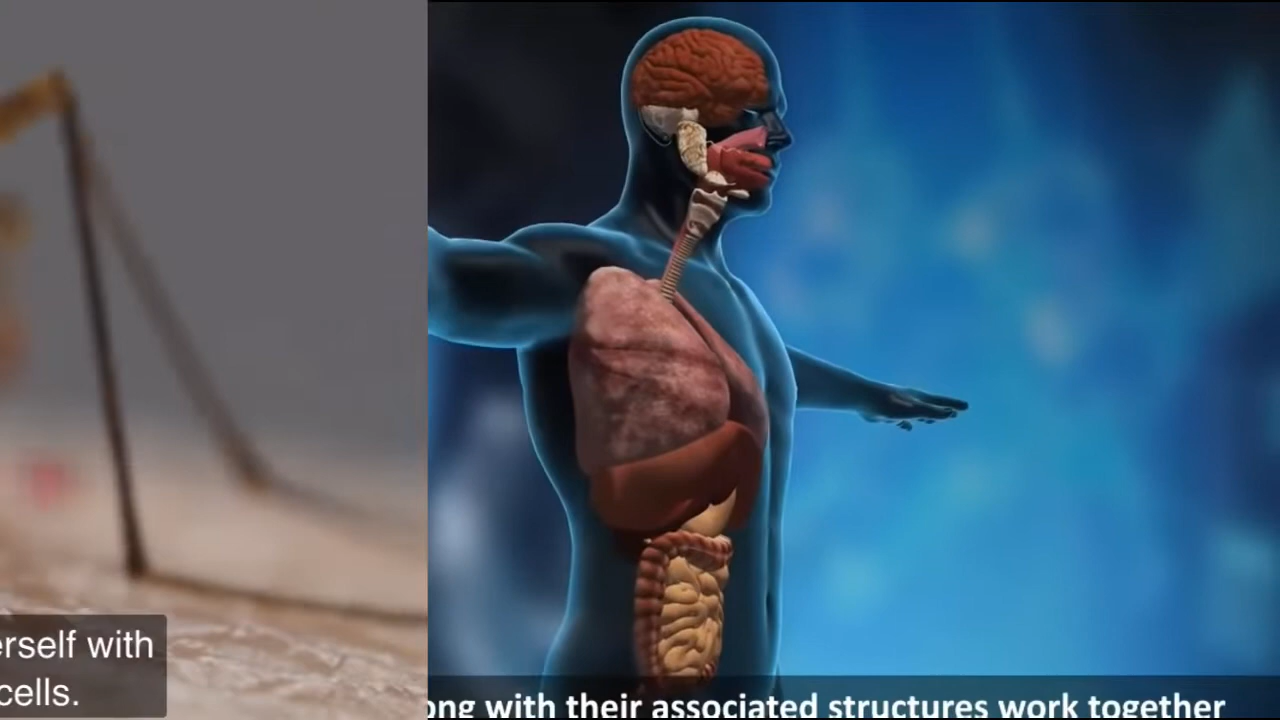 erself with
cells.
ong with their associated structures work together